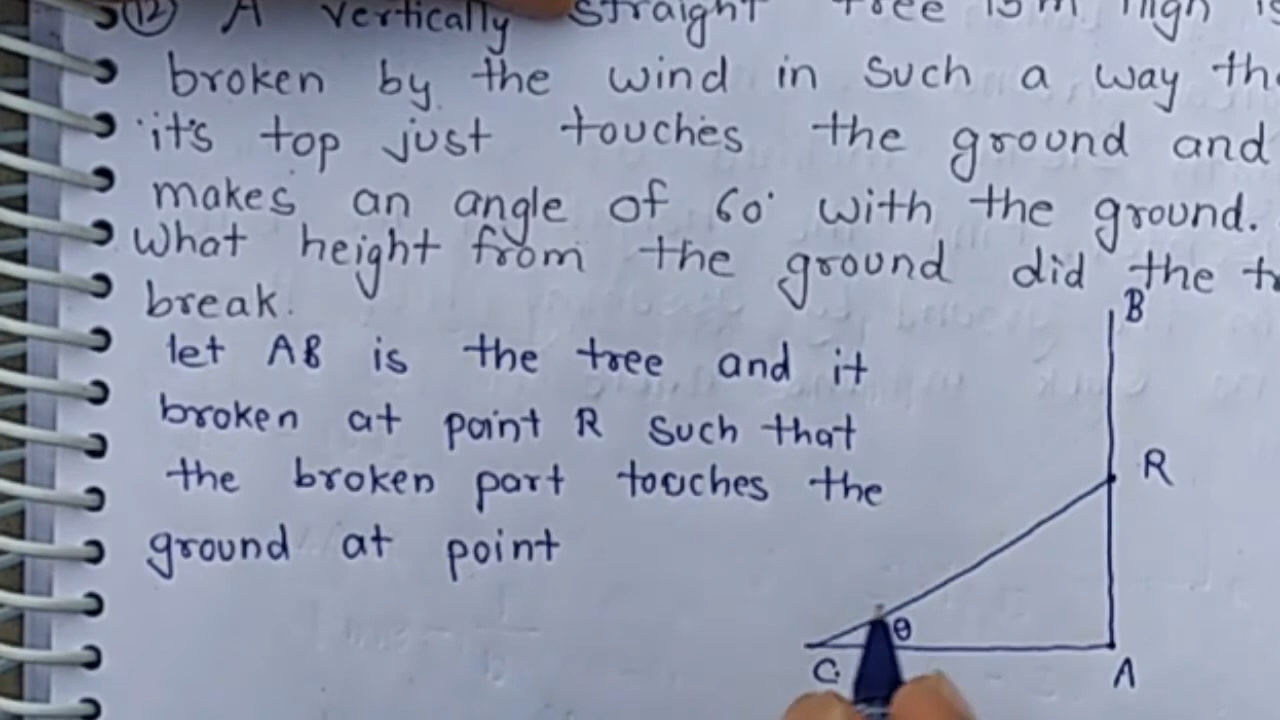 (12) A vertically straight tree 15m high is
broken by the wind in such a way
it's top just touches the ground and
makes an angle of 60° with the ground.
What height from the ground did the
break.
let AB is the tree and it
broken at point R such that
the broken part touches the
ground at point
B
R
θ
C
A